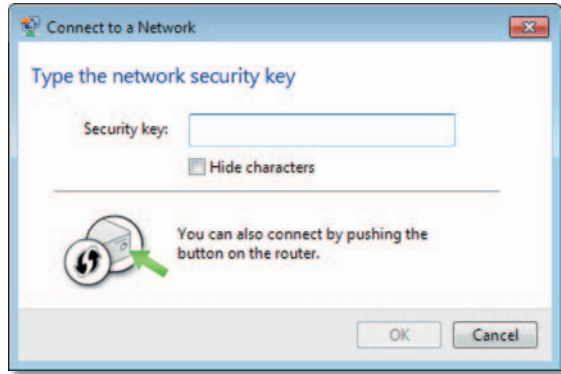 Connect to a Network
Type the network security key
Security key:
Hide characters
You can also connect by pushing the
button on the router.
OK
Cancel